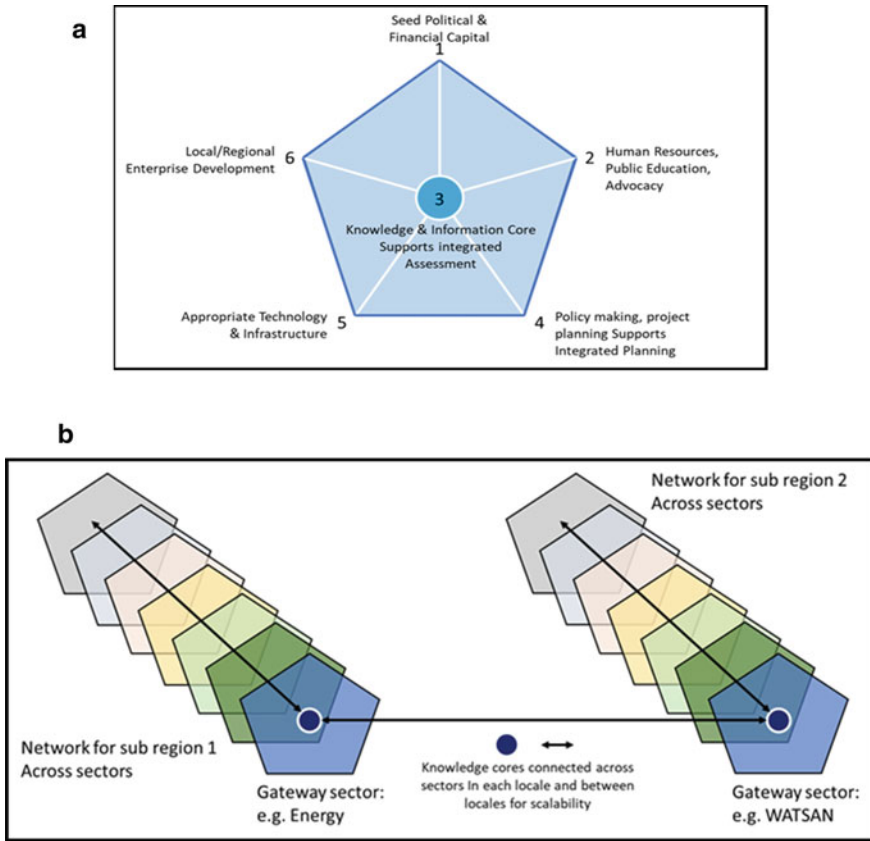 a
Seed Political &
Financial Capital
1
Local/Regional
Enterprise Development
6
2
Human Resources,
Public Education,
Advocacy
3
Knowledge & Information Core
Supports integrated
Assessment
Appropriate Technology
& Infrastructure
5
4
Policy making, project
planning Supports
Integrated Planning
b
Network for sub region 2
Across sectors
Network for sub region 1
Across sectors
Knowledge cores connected across
sectors In each locale and between
locales for scalability
Gateway sector:
e.g. Energy
Gateway sector:
e.g. WATSAN